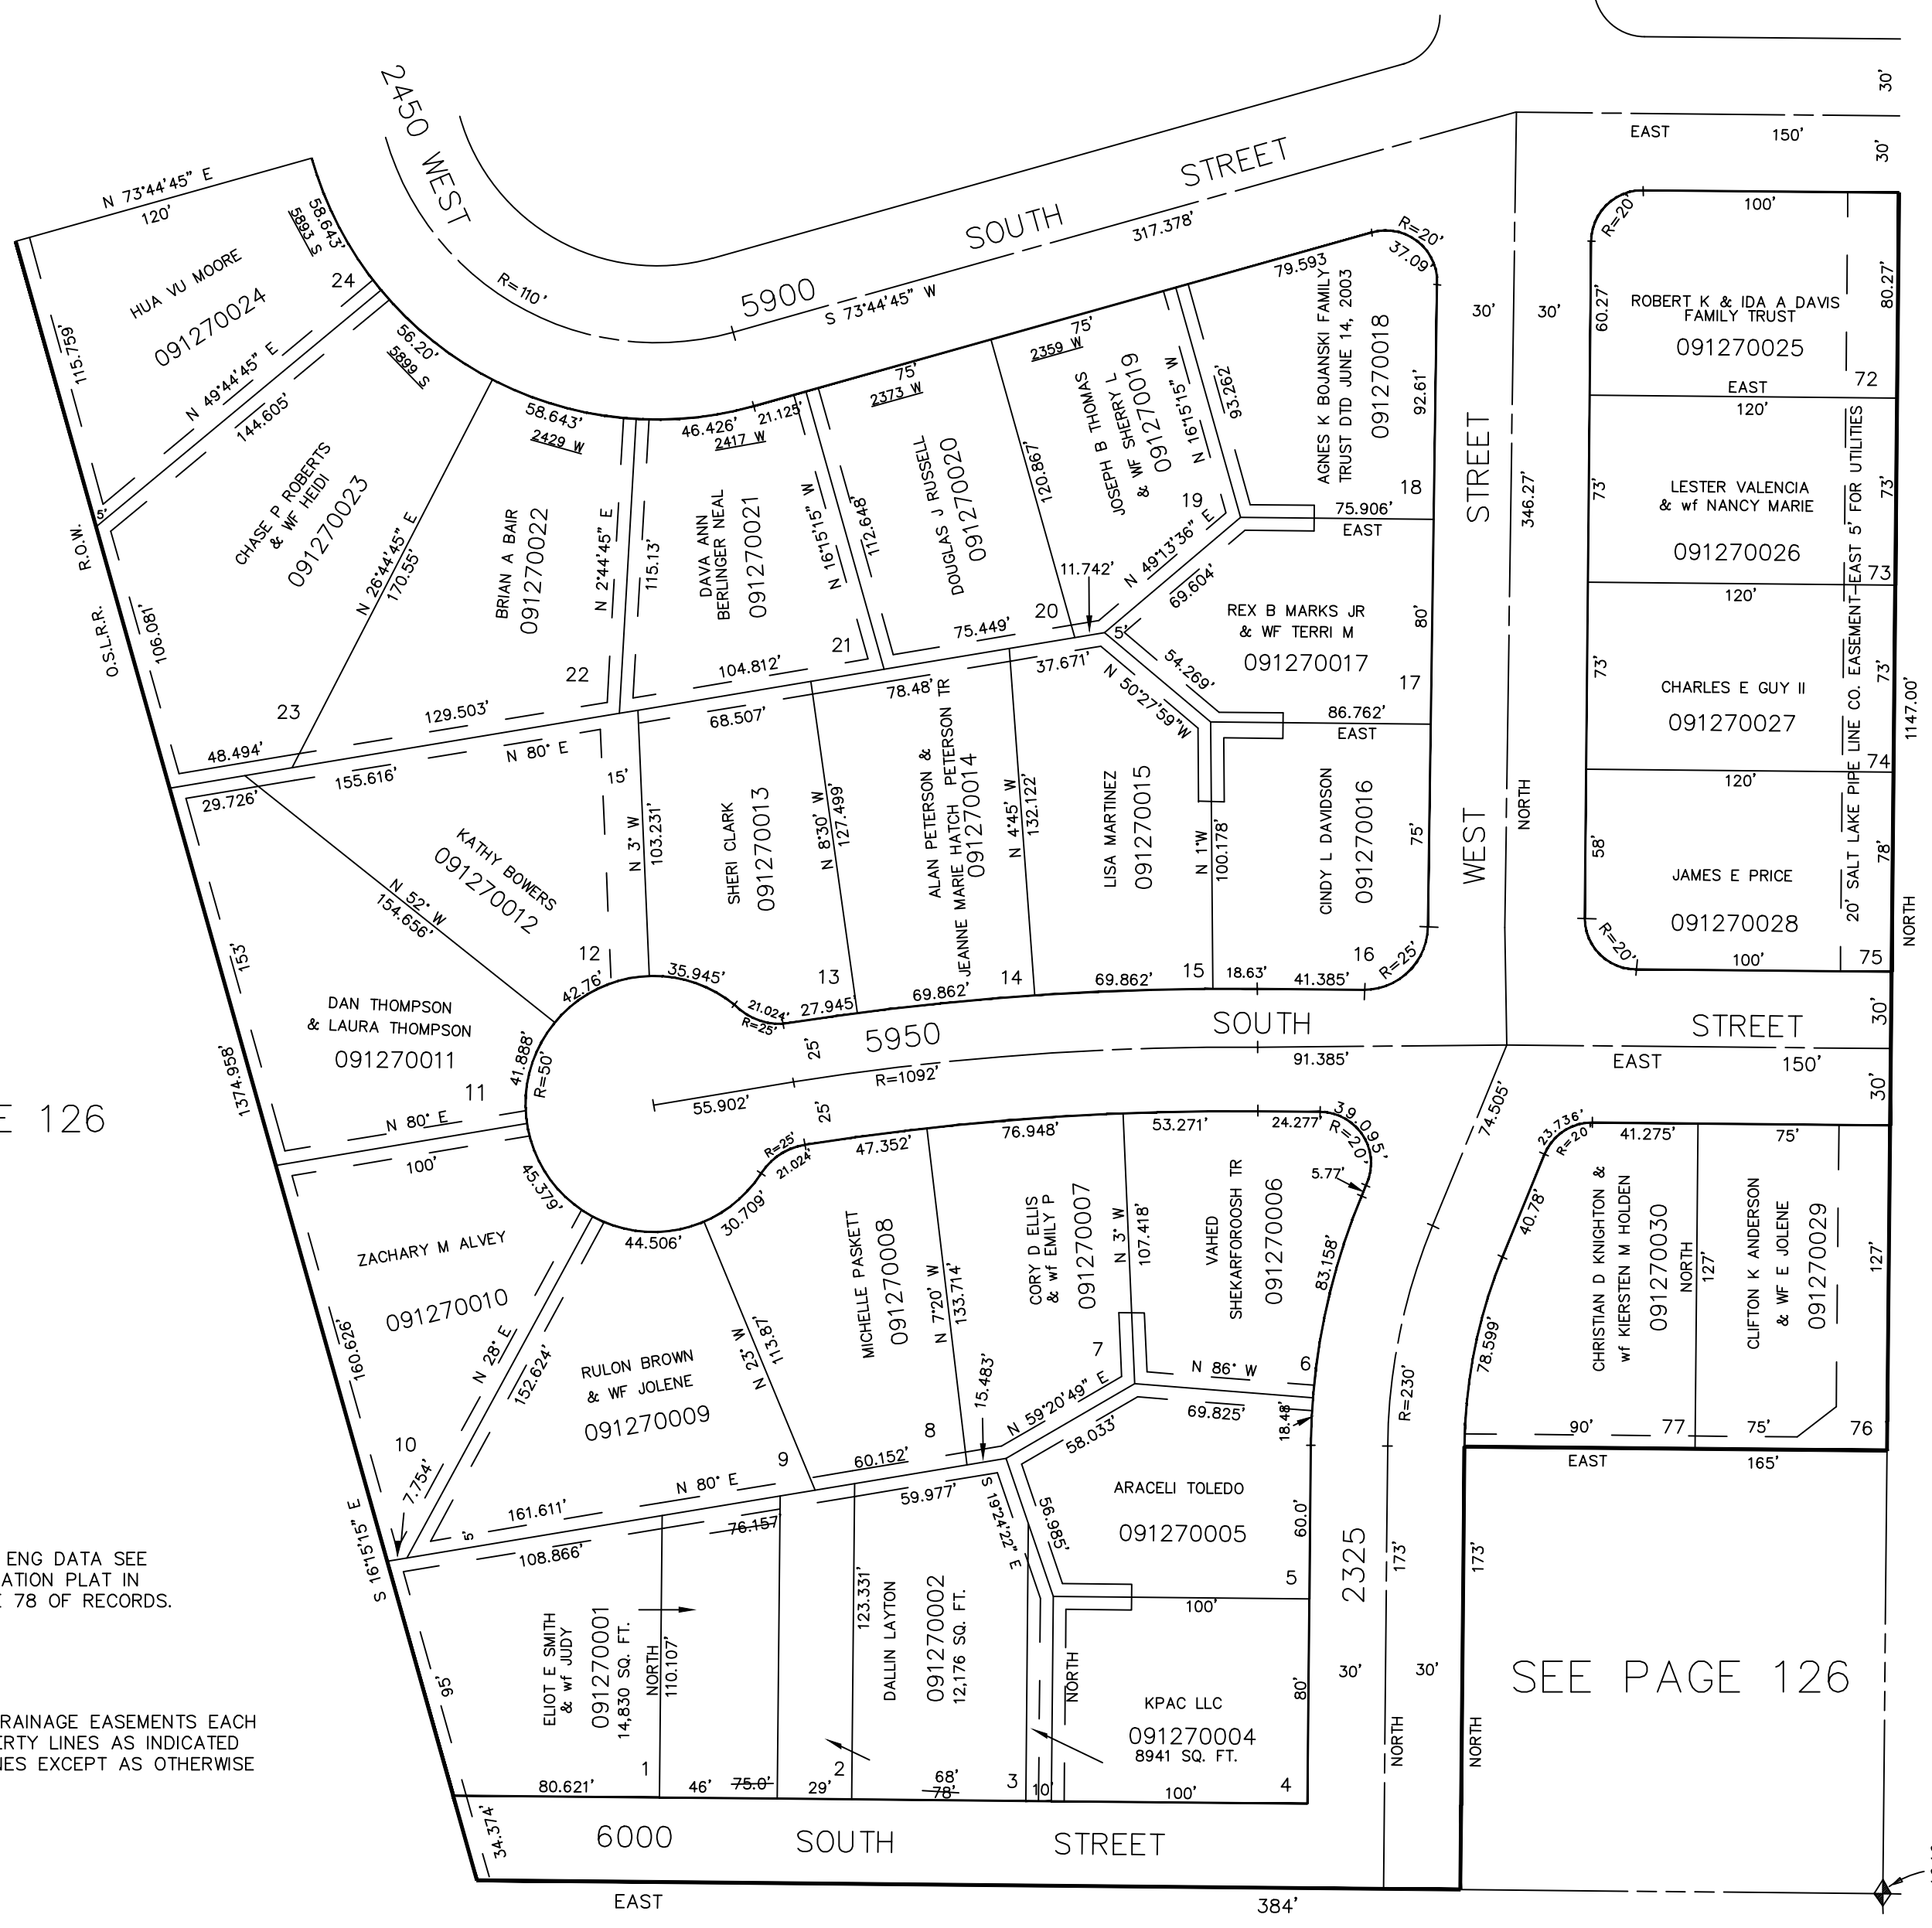 2450 WEST
N 73°44'45" E
120'
58.643'
5893 S
HUA VU MOORE
091270024
24
115.759'
N 49°44'45" E
144.605'
R=110'
5900
SOUTH
STREET
S 73°44'45" W
317.378'
EAST
150'
30'
30'
56.20'
5899 S
CHASE P ROBERTS
& WF HEIDI
091270023
5'
R.O.W.
O.S.L.R.R.
106.081'
N 26°44'45" E
170.55'
23
48.494'
58.643'
2429 W
BRIAN A BAIR
091270022
22
129.503'
N 2°44'45" E
115.13'
46.426'
21.125'
2417 W
DAVA ANN
BERLINGER NEAL
091270021
21
104.812'
N 16°15'15" W
112.648'
75'
2373 W
DOUGLAS J RUSSELL
091270020
20
75.449'
120.867'
11.742'
75'
2359 W
JOSEPH B THOMAS
& WF SHERRY L
091270019
19
N 16°15'15" W
93.262'
N 49°13'36" E
69.604'
79.593
R=20'
37.09'
AGNES K BOJANSKI FAMILY
TRUST DTD JUNE 14, 2003
091270018
18
92.61'
75.906'
EAST
REX B MARKS JR
& WF TERRI M
091270017
17
80'
5'
54.269'
N 50°27'59"W
86.762'
EAST
30'
30'
STREET
WEST
346.27'
NORTH
R=20'
100'
60.27'
80.27'
ROBERT K & IDA A DAVIS
FAMILY TRUST
091270025
72
EAST
120'
LESTER VALENCIA
& wf NANCY MARIE
091270026
73'
73'
73
120'
CHARLES E GUY II
091270027
73'
73'
74
120'
JAMES E PRICE
091270028
58'
78'
75
R=20'
100'
20' SALT LAKE PIPE LINE CO. EASEMENT-EAST 5' FOR UTILITIES
1147.00'
NORTH
29.726'
155.616'
N 80° E
15'
KATHY BOWERS
091270012
12
N 52° W
154.656'
42.76'
N 3° W
103.231'
68.507'
SHERI CLARK
091270013
13
35.945'
21.024'
R=25'
27.945'
N 8°30' W
127.499'
78.48'
ALAN PETERSON &
JEANNE MARIE HATCH PETERSON TR
091270014
14
69.862'
N 4°45' W
132.122'
37.671'
LISA MARTINEZ
091270015
15
69.862'
N 1°W
100.178'
CINDY L DAVIDSON
091270016
16
75'
18.63'
41.385'
R=25'
153'
DAN THOMPSON
& LAURA THOMPSON
091270011
11
41.888'
R=50'
1374.958'
N 80° E
100'
E 126
5950
SOUTH
STREET
25'
25'
R=1092'
55.902'
91.385'
EAST
150'
30'
30'
45.379'
ZACHARY M ALVEY
091270010
10
160.626'
N 28° E
152.624'
7.754'
44.506'
30.709'
RULON BROWN
& WF JOLENE
091270009
9
N 23° W
113.87'
161.611'
N 80° E
5'
R=25'
21.024'
47.352'
MICHELLE PASKETT
091270008
8
60.152'
N 7°20' W
133.714'
15.483'
76.948'
CORY D ELLIS
& wf EMILY P
091270007
7
N 3° W
107.418'
N 59°20'49" E
58.033'
53.271'
24.277'
39.095'
R=20'
5.77'
VAHED
SHEKARFOROOSH TR
091270006
6
83.158'
N 86° W
69.825'
18.48'
74.505'
R=230'
23.736'
R=20'
41.275'
75'
40.78'
78.599'
CHRISTIAN D KNIGHTON &
wf KIERSTEN M HOLDEN
091270030
NORTH
127'
CLIFTON K ANDERSON
& WF E JOLENE
091270029
127'
90'
77
75'
76
EAST
165'
ARACELI TOLEDO
091270005
5
60.0'
56.985'
S 19°24'22" E
100'
S 16°15'15" E
95'
108.866'
76.157'
59.977'
ELIOT E SMITH
& wf JUDY
091270001
14,830 SQ. FT.
NORTH
110.107'
1
80.621'
46'
75.0'
29'
2
123.331'
DALLIN LAYTON
091270002
12,176 SQ. FT.
68'
78'
3
10'
NORTH
KPAC LLC
091270004
8941 SQ. FT.
80'
100'
4
2325
30'
30'
173'
173'
NORTH
NORTH
SEE PAGE 126
34.374'
6000
SOUTH
STREET
EAST
384'
ENG DATA SEE
ATION PLAT IN
78 OF RECORDS.
RAINAGE EASEMENTS EACH
ERTY LINES AS INDICATED
NES EXCEPT AS OTHERWISE